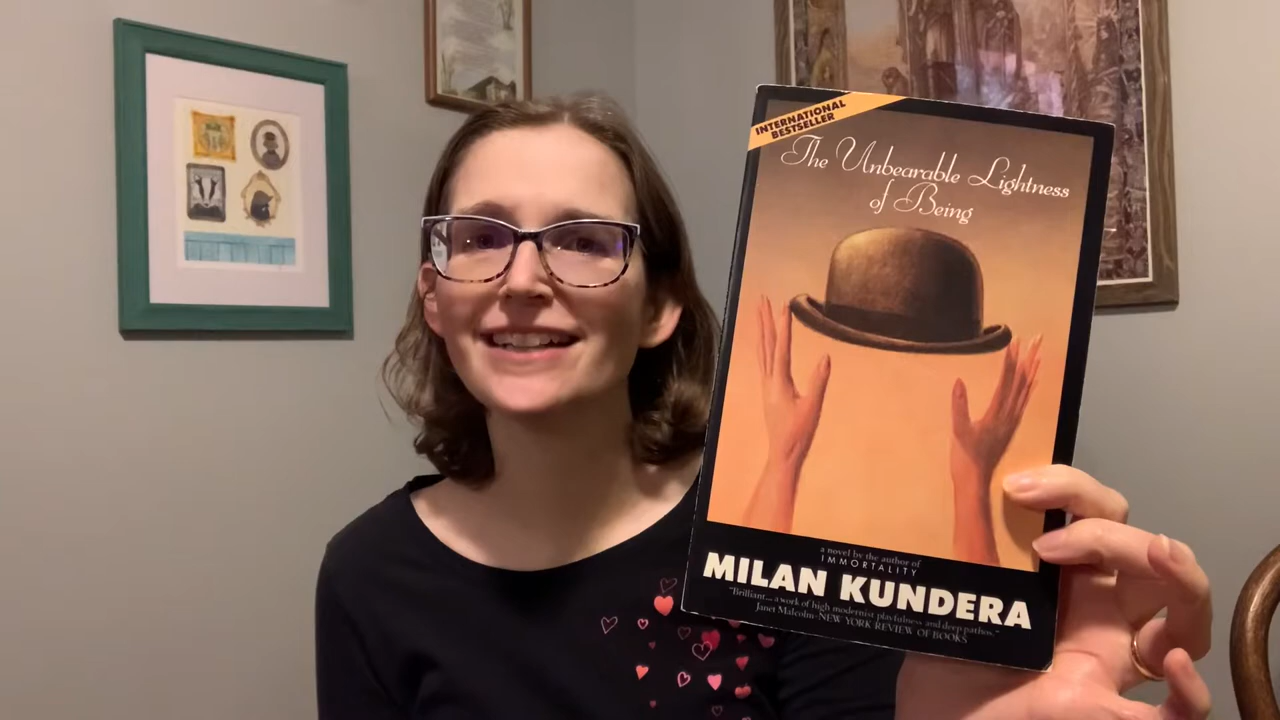 INTERNATIONAL
BESTSELLER
The Unbearable Lightness
of Being
a novel by the author of
IMMORTALITY
MILAN KUNDERA
"Brilliant... a work of high modernist playfulness and deep pathos."
Janet Malcolm-NEW YORK REVIEW OF BOOKS